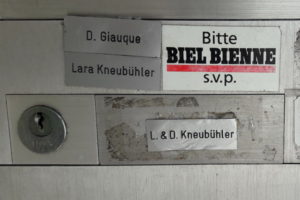 D. Giauque
Lara Kneubühler
Bitte
BIEL BIENNE
s.v.p.
L. & D. Kneubühler